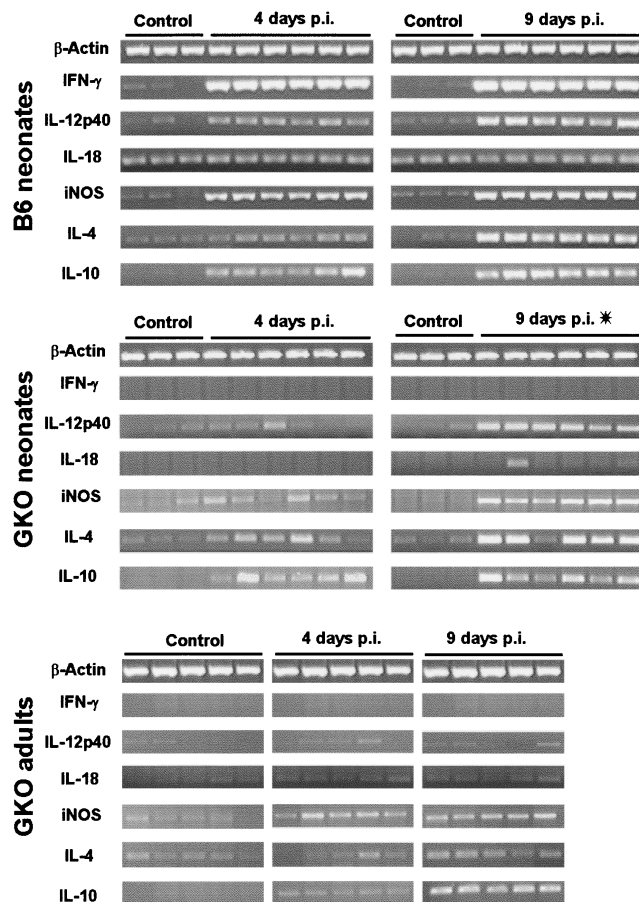 Control 4 days p.i. Control 9 days p.i.
B6 neonates
β-Actin
IFN-γ
IL-12p40
IL-18
iNOS
IL-4
IL-10
Control 4 days p.i. Control 9 days p.i. ✷
GKO neonates
β-Actin
IFN-γ
IL-12p40
IL-18
iNOS
IL-4
IL-10
Control 4 days p.i. 9 days p.i.
GKO adults
β-Actin
IFN-γ
IL-12p40
IL-18
iNOS
IL-4
IL-10